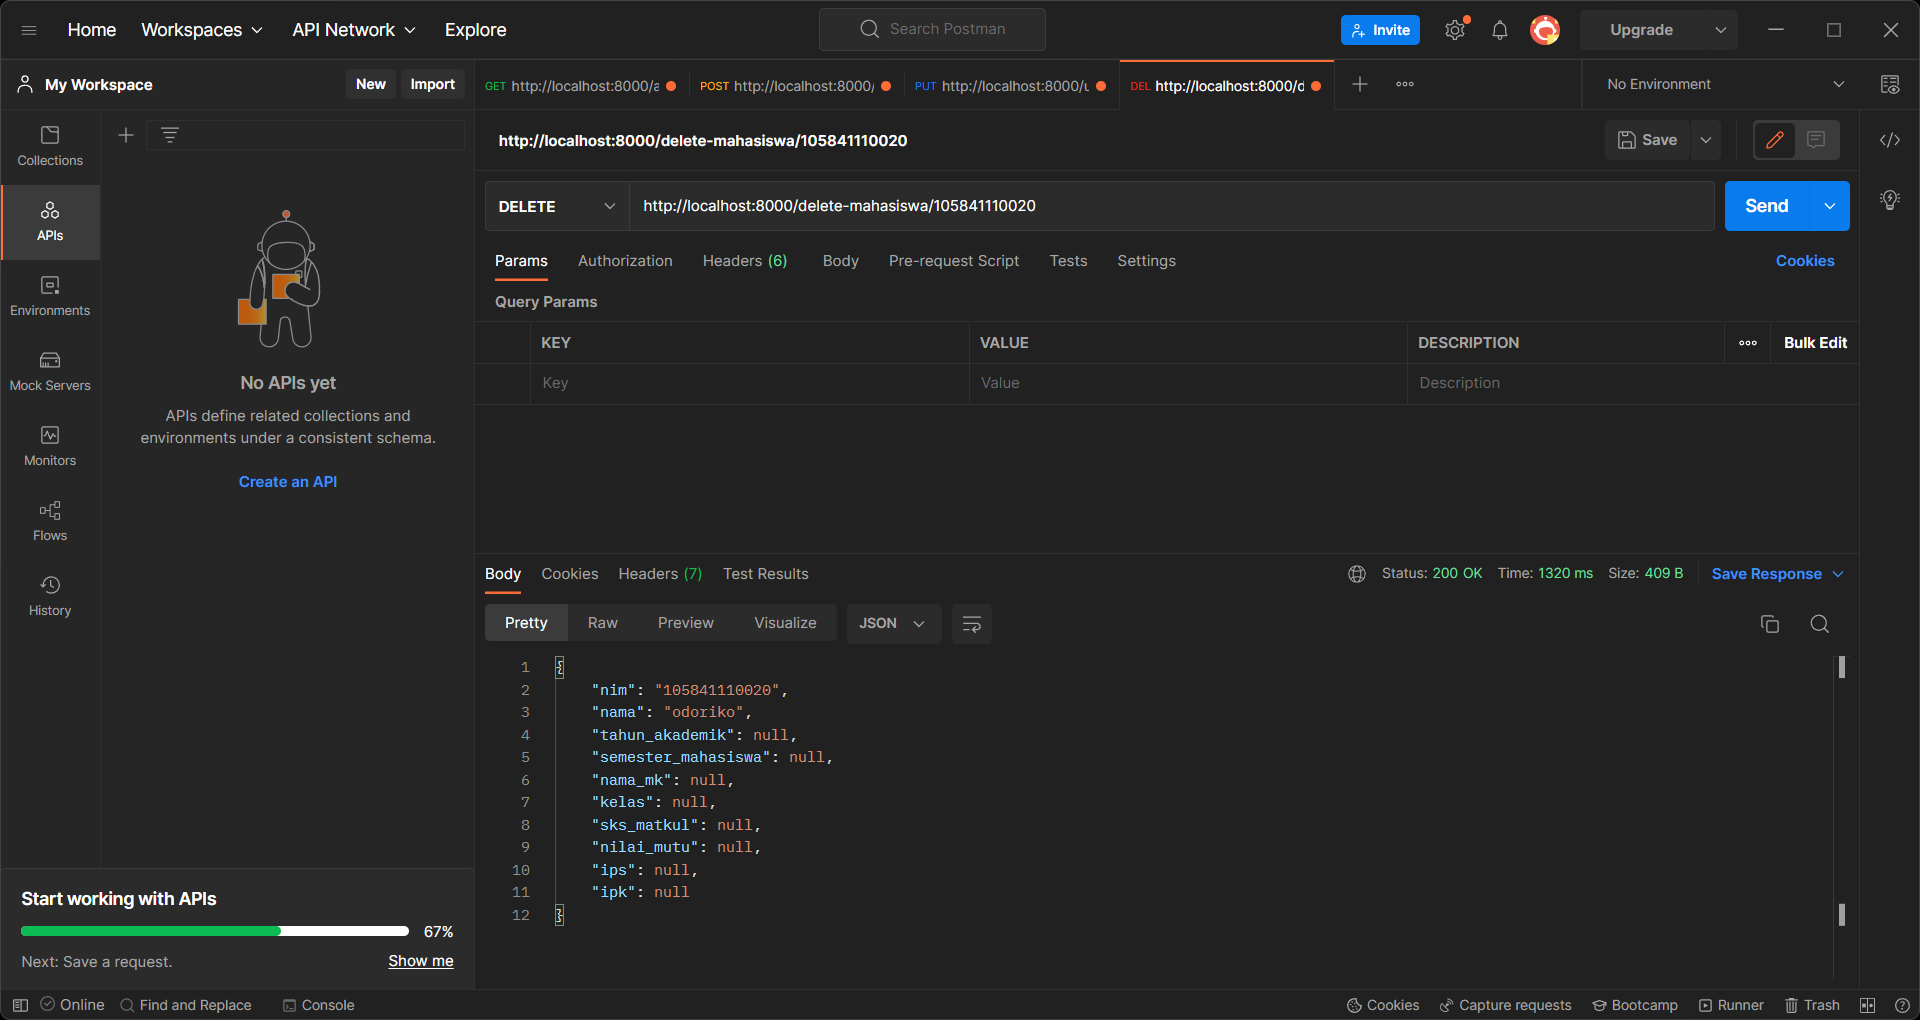 Home Workspaces API Network Explore
Search Postman
Invite
Upgrade
My Workspace
New Import
GET http://localhost:8000/a
POST http://localhost:8000/
PUT http://localhost:8000/u
DEL http://localhost:8000/d
No Environment
Collections
APIs
Environments
Mock Servers
Monitors
Flows
History
No APIs yet
APIs define related collections and
environments under a consistent schema.
Create an API
Start working with APIs
67%
Next: Save a request.
Show me
http://localhost:8000/delete-mahasiswa/105841110020
Save
DELETE
http://localhost:8000/delete-mahasiswa/105841110020
Send
Params Authorization Headers (6) Body Pre-request Script Tests Settings
Cookies
Query Params
KEY VALUE DESCRIPTION
Bulk Edit
Key Value Description
Body Cookies Headers (7) Test Results
Status: 200 OK Time: 1320 ms Size: 409 B
Save Response
Pretty Raw Preview Visualize
JSON
1 {
2 "nim": "105841110020",
3 "nama": "odoriko",
4 "tahun_akademik": null,
5 "semester_mahasiswa": null,
6 "nama_mk": null,
7 "kelas": null,
8 "sks_matkul": null,
9 "nilai_mutu": null,
10 "ips": null,
11 "ipk": null
12 }
Online Find and Replace Console
Cookies Capture requests Bootcamp Runner Trash